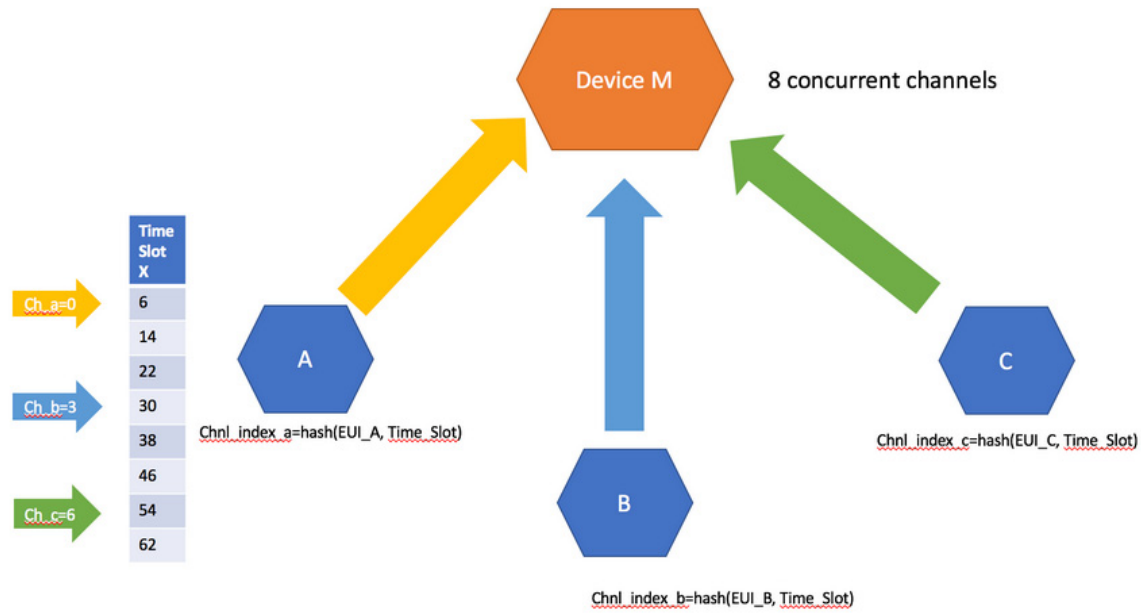 Device M
8 concurrent channels
Time
Slot
X
Ch_a=0
6
14
22
Ch_b=3
30
38
46
Ch_c=6
54
62
A
Chnl_index_a=hash(EUI_A, Time_Slot)
C
Chnl_index_c=hash(EUI_C, Time_Slot)
B
Chnl_index_b=hash(EUI_B, Time_Slot)